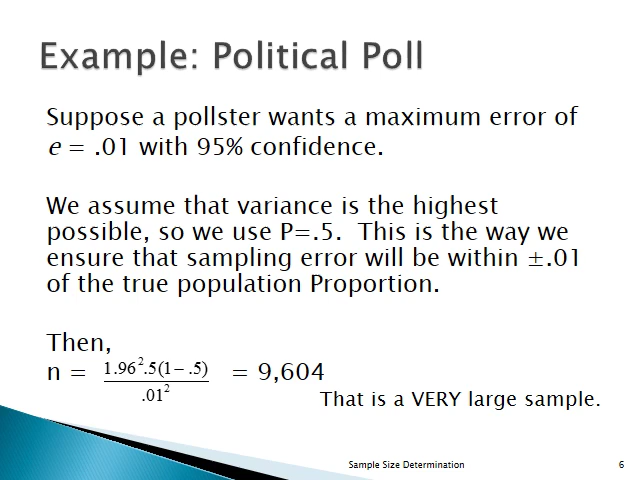 Example: Political Poll
Suppose a pollster wants a maximum error of
e = .01 with 95% confidence.
We assume that variance is the highest
possible, so we use P=.5.  This is the way we
ensure that sampling error will be within ±.01
of the true population Proportion.
Then,
n = 1.96².5(1−.5) / .01² = 9,604
That is a VERY large sample.
Sample Size Determination
6